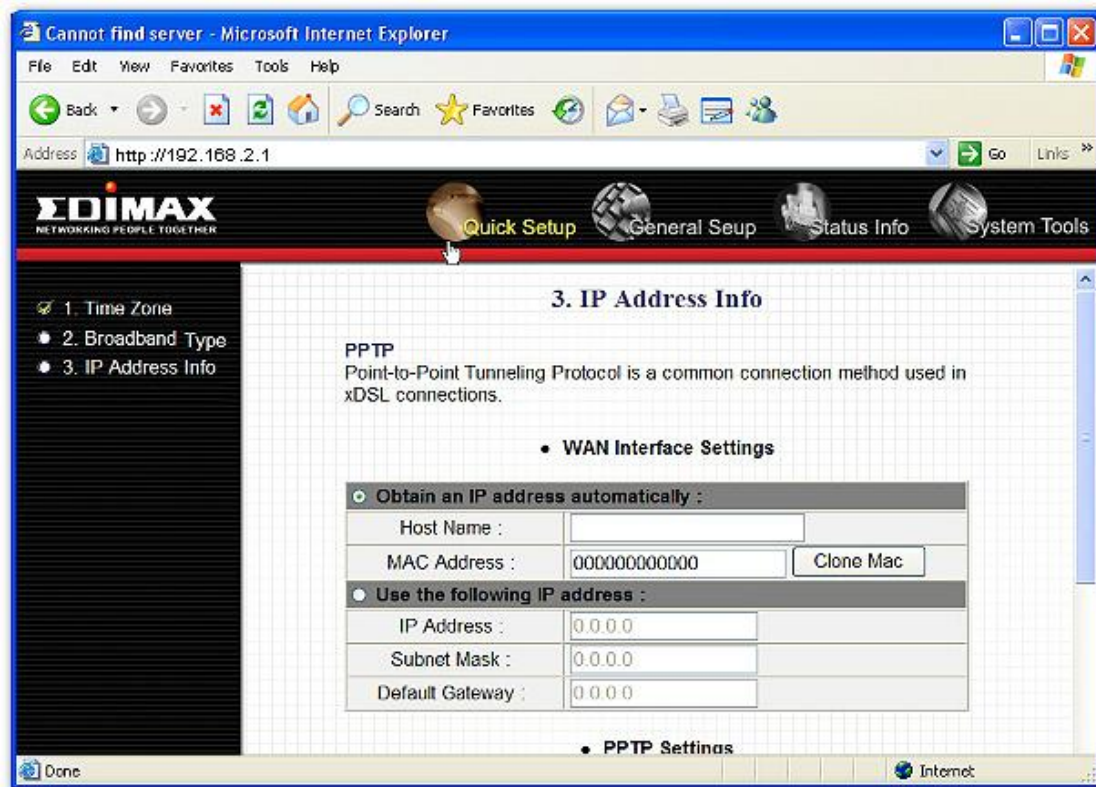 Cannot find server - Microsoft Internet Explorer
File Edit View Favorites Tools Help
Back Search Favorites
Address http://192.168.2.1 Go Links »
EDIMAX
NETWORKING PEOPLE TOGETHER
Quick Setup General Seup Status Info System Tools
1. Time Zone
2. Broadband Type
3. IP Address Info
3. IP Address Info
PPTP
Point-to-Point Tunneling Protocol is a common connection method used in
xDSL connections.
• WAN Interface Settings
Obtain an IP address automatically :
Host Name :
MAC Address : 000000000000 Clone Mac
Use the following IP address :
IP Address : 0.0.0.0
Subnet Mask : 0.0.0.0
Default Gateway : 0.0.0.0
• PPTP Settings
Done Internet